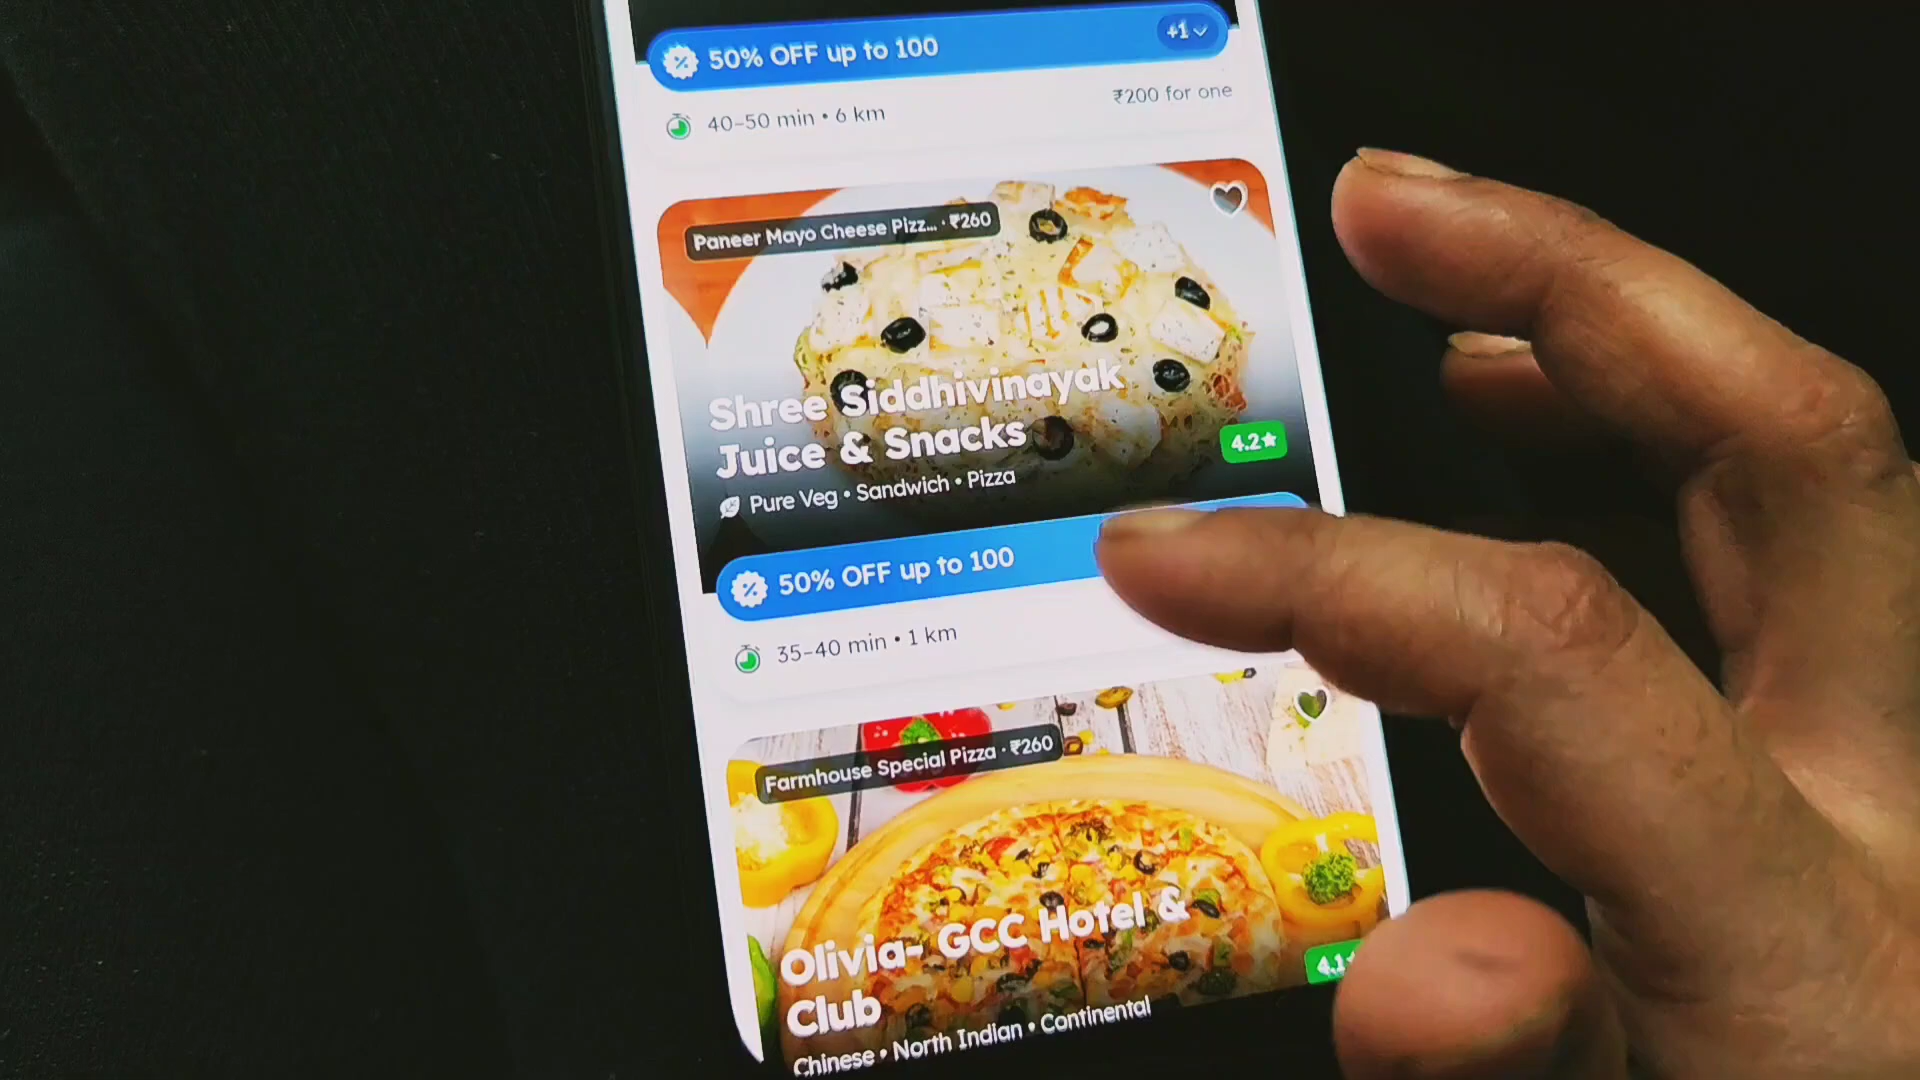 50% OFF up to 100
+1
40-50 min • 6 km
₹200 for one
Paneer Mayo Cheese Pizz... · ₹260
Shree Siddhivinayak
Juice & Snacks
4.2★
Pure Veg • Sandwich • Pizza
50% OFF up to 100
35-40 min • 1 km
Farmhouse Special Pizza · ₹260
Olivia- GCC Hotel &
Club
4.1★
Chinese • North Indian • Continental